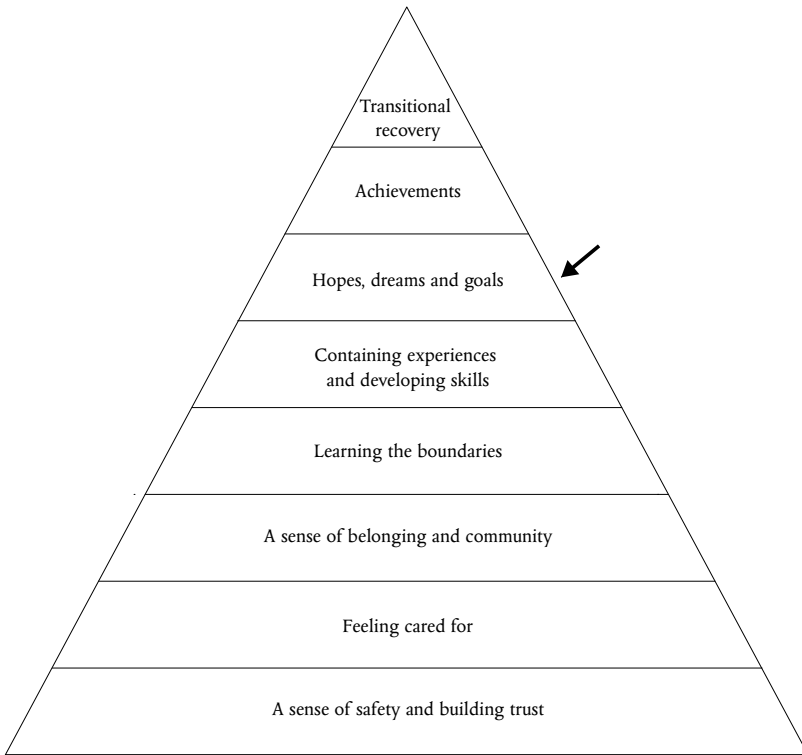 Transitional
recovery
Achievements
Hopes, dreams and goals
Containing experiences
and developing skills
Learning the boundaries
A sense of belonging and community
Feeling cared for
A sense of safety and building trust